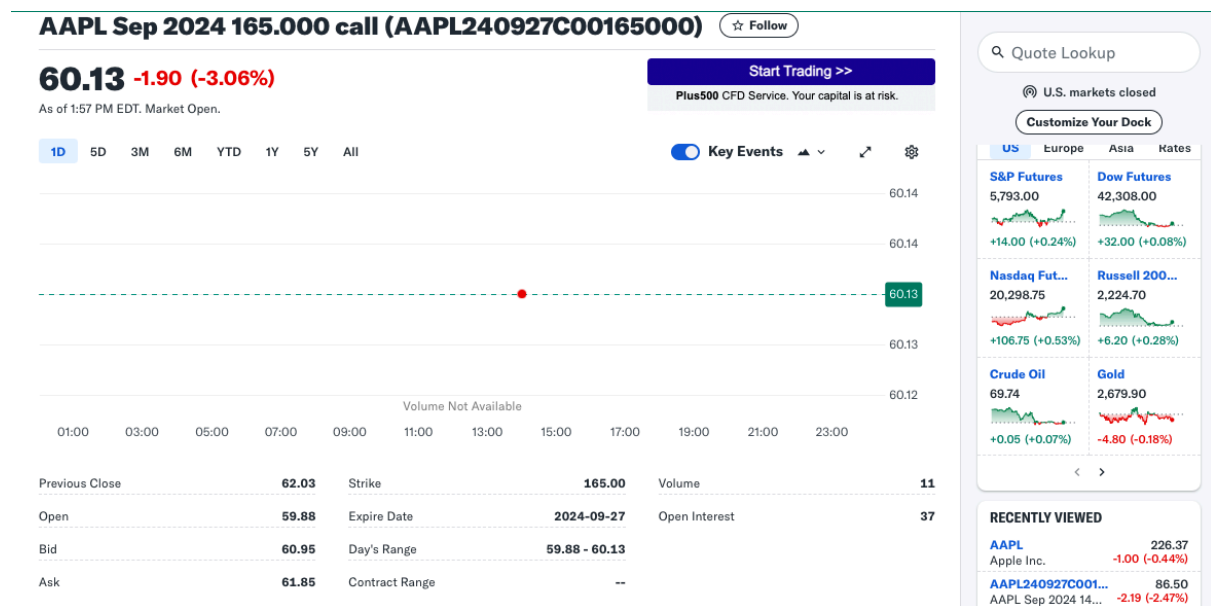 AAPL Sep 2024 165.000 call (AAPL240927C00165000) Follow
60.13 -1.90 (-3.06%)
As of 1:57 PM EDT. Market Open.
Start Trading >>
Plus500 CFD Service. Your capital is at risk.
1D 5D 3M 6M YTD 1Y 5Y All
Key Events
60.14
60.14
60.13
60.13
60.12
Volume Not Available
01:00 03:00 05:00 07:00 09:00 11:00 13:00 15:00 17:00 19:00 21:00 23:00
Previous Close 62.03
Open 59.88
Bid 60.95
Ask 61.85
Strike 165.00
Expire Date 2024-09-27
Day's Range 59.88 - 60.13
Contract Range --
Volume 11
Open Interest 37
Quote Lookup
U.S. markets closed
Customize Your Dock
US Europe Asia Rates
S&P Futures
5,793.00
+14.00 (+0.24%)
Dow Futures
42,308.00
+32.00 (+0.08%)
Nasdaq Fut...
20,298.75
+106.75 (+0.53%)
Russell 200...
2,224.70
+6.20 (+0.28%)
Crude Oil
69.74
+0.05 (+0.07%)
Gold
2,679.90
-4.80 (-0.18%)
RECENTLY VIEWED
AAPL 226.37
Apple Inc. -1.00 (-0.44%)
AAPL240927C001... 86.50
AAPL Sep 2024 14... -2.19 (-2.47%)